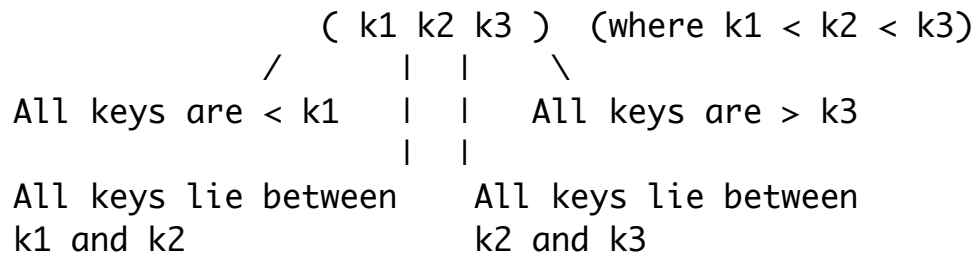 ( k1 k2 k3 ) (where k1 < k2 < k3)
/ | | \
All keys are < k1 | | All keys are > k3
| |
All keys lie between All keys lie between
k1 and k2 k2 and k3